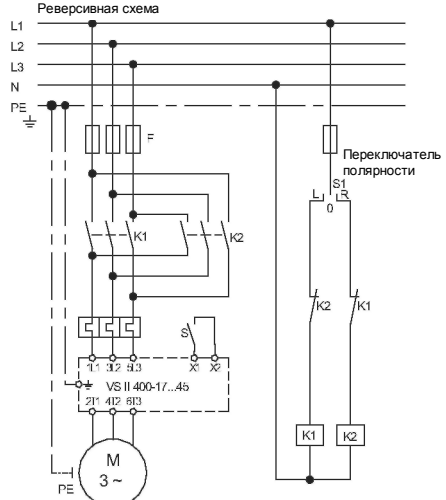 Реверсивная схема
L1
L2
L3
N
PE
F
Переключатель
полярности
S1
L R
0
K1 K2
K2 K1
S
1L1 3L2 5L3 X1 X2
VS II 400-17...45
2T1 4T2 6T3
K1 K2
M
3 ~
PE